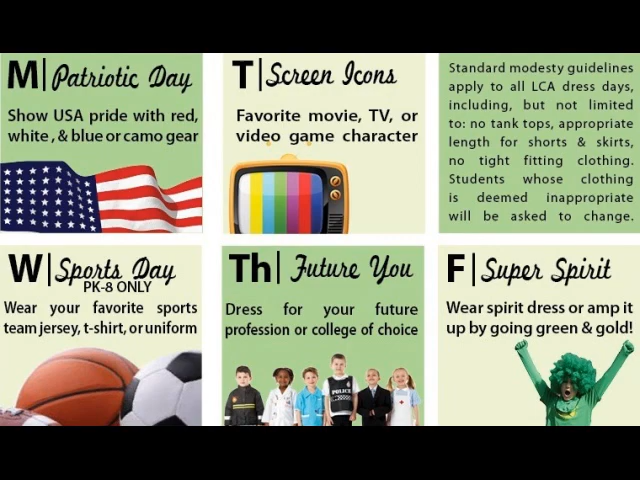 M| Patriotic Day
Show USA pride with red,
white , & blue or camo gear
T| Screen Icons
Favorite movie, TV, or
video game character
Standard modesty guidelines
apply to all LCA dress days,
including, but not limited
to: no tank tops, appropriate
length for shorts & skirts,
no tight fitting clothing.
Students whose clothing
is deemed inappropriate
will be asked to change.
W| Sports Day
PK-8 ONLY
Wear your favorite sports
team jersey, t-shirt, or uniform
Th| Future You
Dress for your future
profession or college of choice
POLICE
F| Super Spirit
Wear spirit dress or amp it
up by going green & gold!